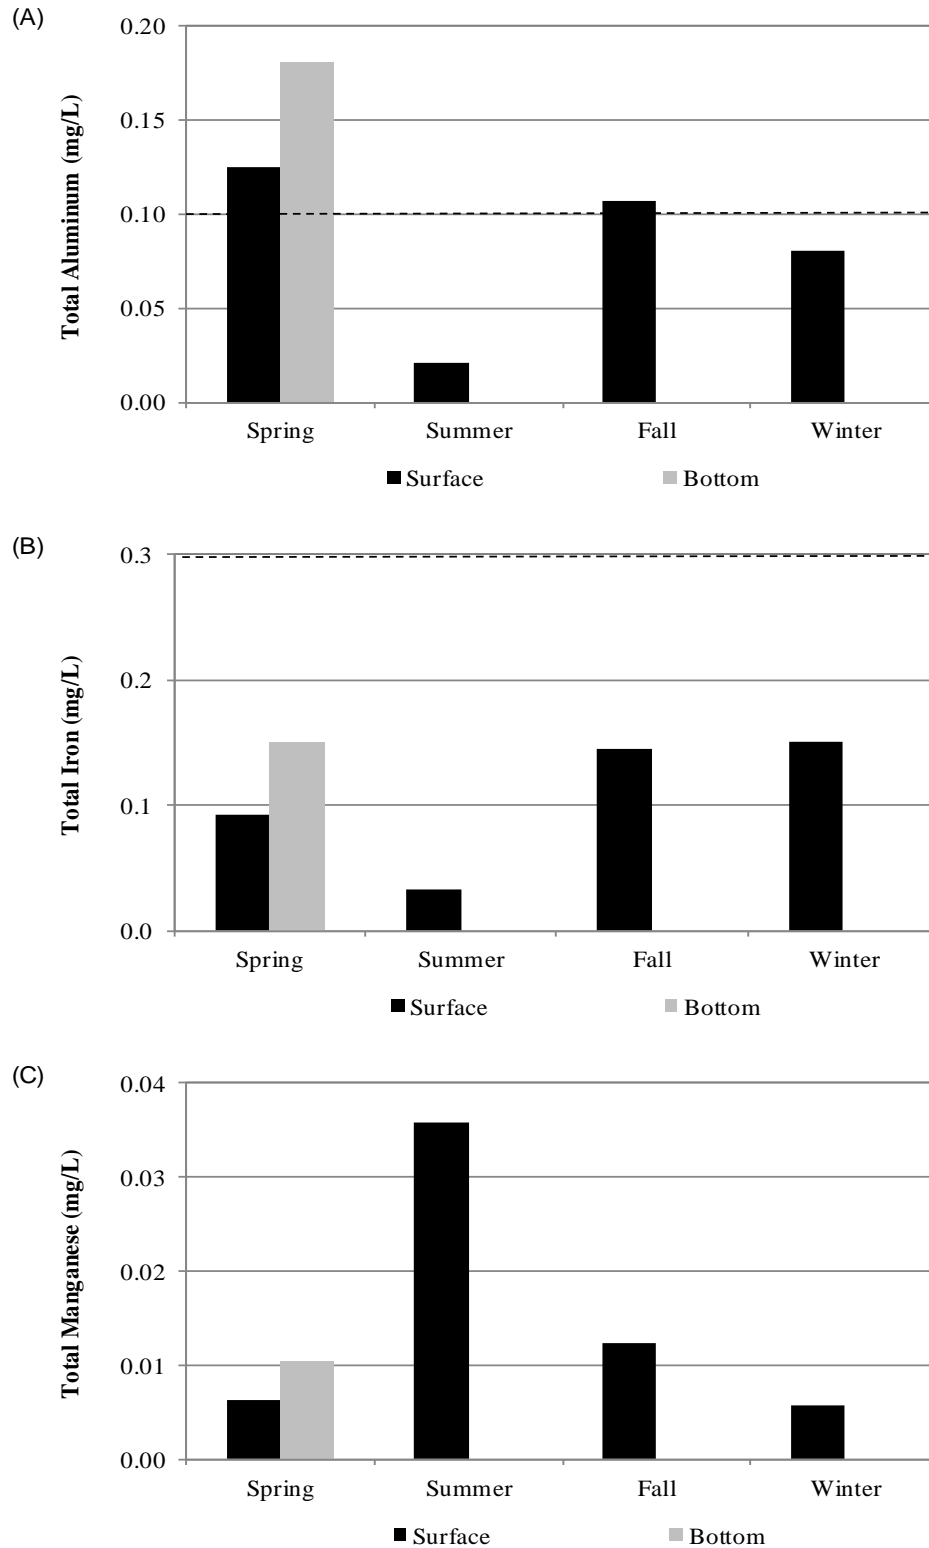 (A)
Total Aluminum (mg/L)
0.20
0.15
0.10
0.05
0.00
Spring Summer Fall Winter
Surface Bottom
(B)
Total Iron (mg/L)
0.3
0.2
0.1
0.0
Spring Summer Fall Winter
Surface Bottom
(C)
Total Manganese (mg/L)
0.04
0.03
0.02
0.01
0.00
Spring Summer Fall Winter
Surface Bottom